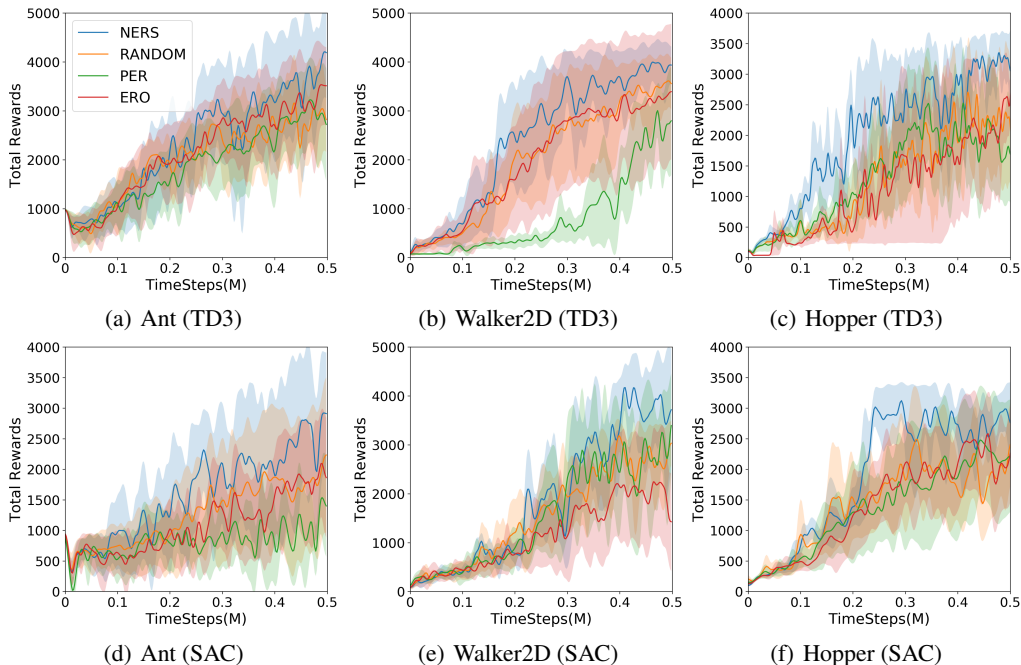 5000
4000
3000
2000
1000
0
Total Rewards
NERS
RANDOM
PER
ERO
0 0.1 0.2 0.3 0.4 0.5
TimeSteps(M)
(a) Ant (TD3)
5000
4000
3000
2000
1000
0
Total Rewards
0 0.1 0.2 0.3 0.4 0.5
TimeSteps(M)
(b) Walker2D (TD3)
4000
3500
3000
2500
2000
1500
1000
500
0
Total Rewards
0 0.1 0.2 0.3 0.4 0.5
TimeSteps(M)
(c) Hopper (TD3)
4000
3500
3000
2500
2000
1500
1000
500
0
Total Rewards
0 0.1 0.2 0.3 0.4 0.5
TimeSteps(M)
(d) Ant (SAC)
5000
4000
3000
2000
1000
0
Total Rewards
0 0.1 0.2 0.3 0.4 0.5
TimeSteps(M)
(e) Walker2D (SAC)
4000
3500
3000
2500
2000
1500
1000
500
0
Total Rewards
0 0.1 0.2 0.3 0.4 0.5
TimeSteps(M)
(f) Hopper (SAC)